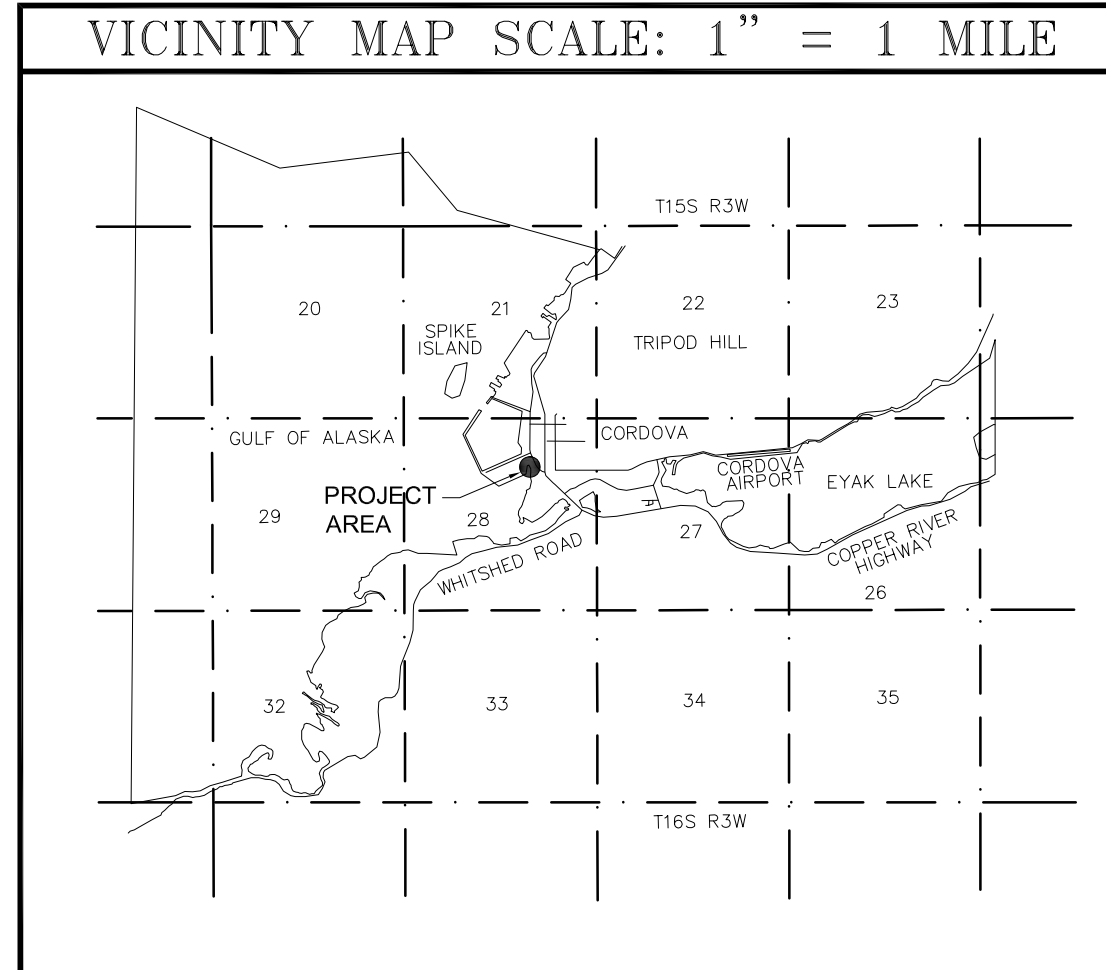 VICINITY MAP SCALE: 1" = 1 MILE
T15S R3W
20
21
22
23
SPIKE
ISLAND
TRIPOD HILL
GULF OF ALASKA
CORDOVA
CORDOVA
AIRPORT
EYAK LAKE
PROJECT
AREA
29
28
27
WHITSHED ROAD
COPPER RIVER
HIGHWAY
26
32
33
34
35
T16S R3W